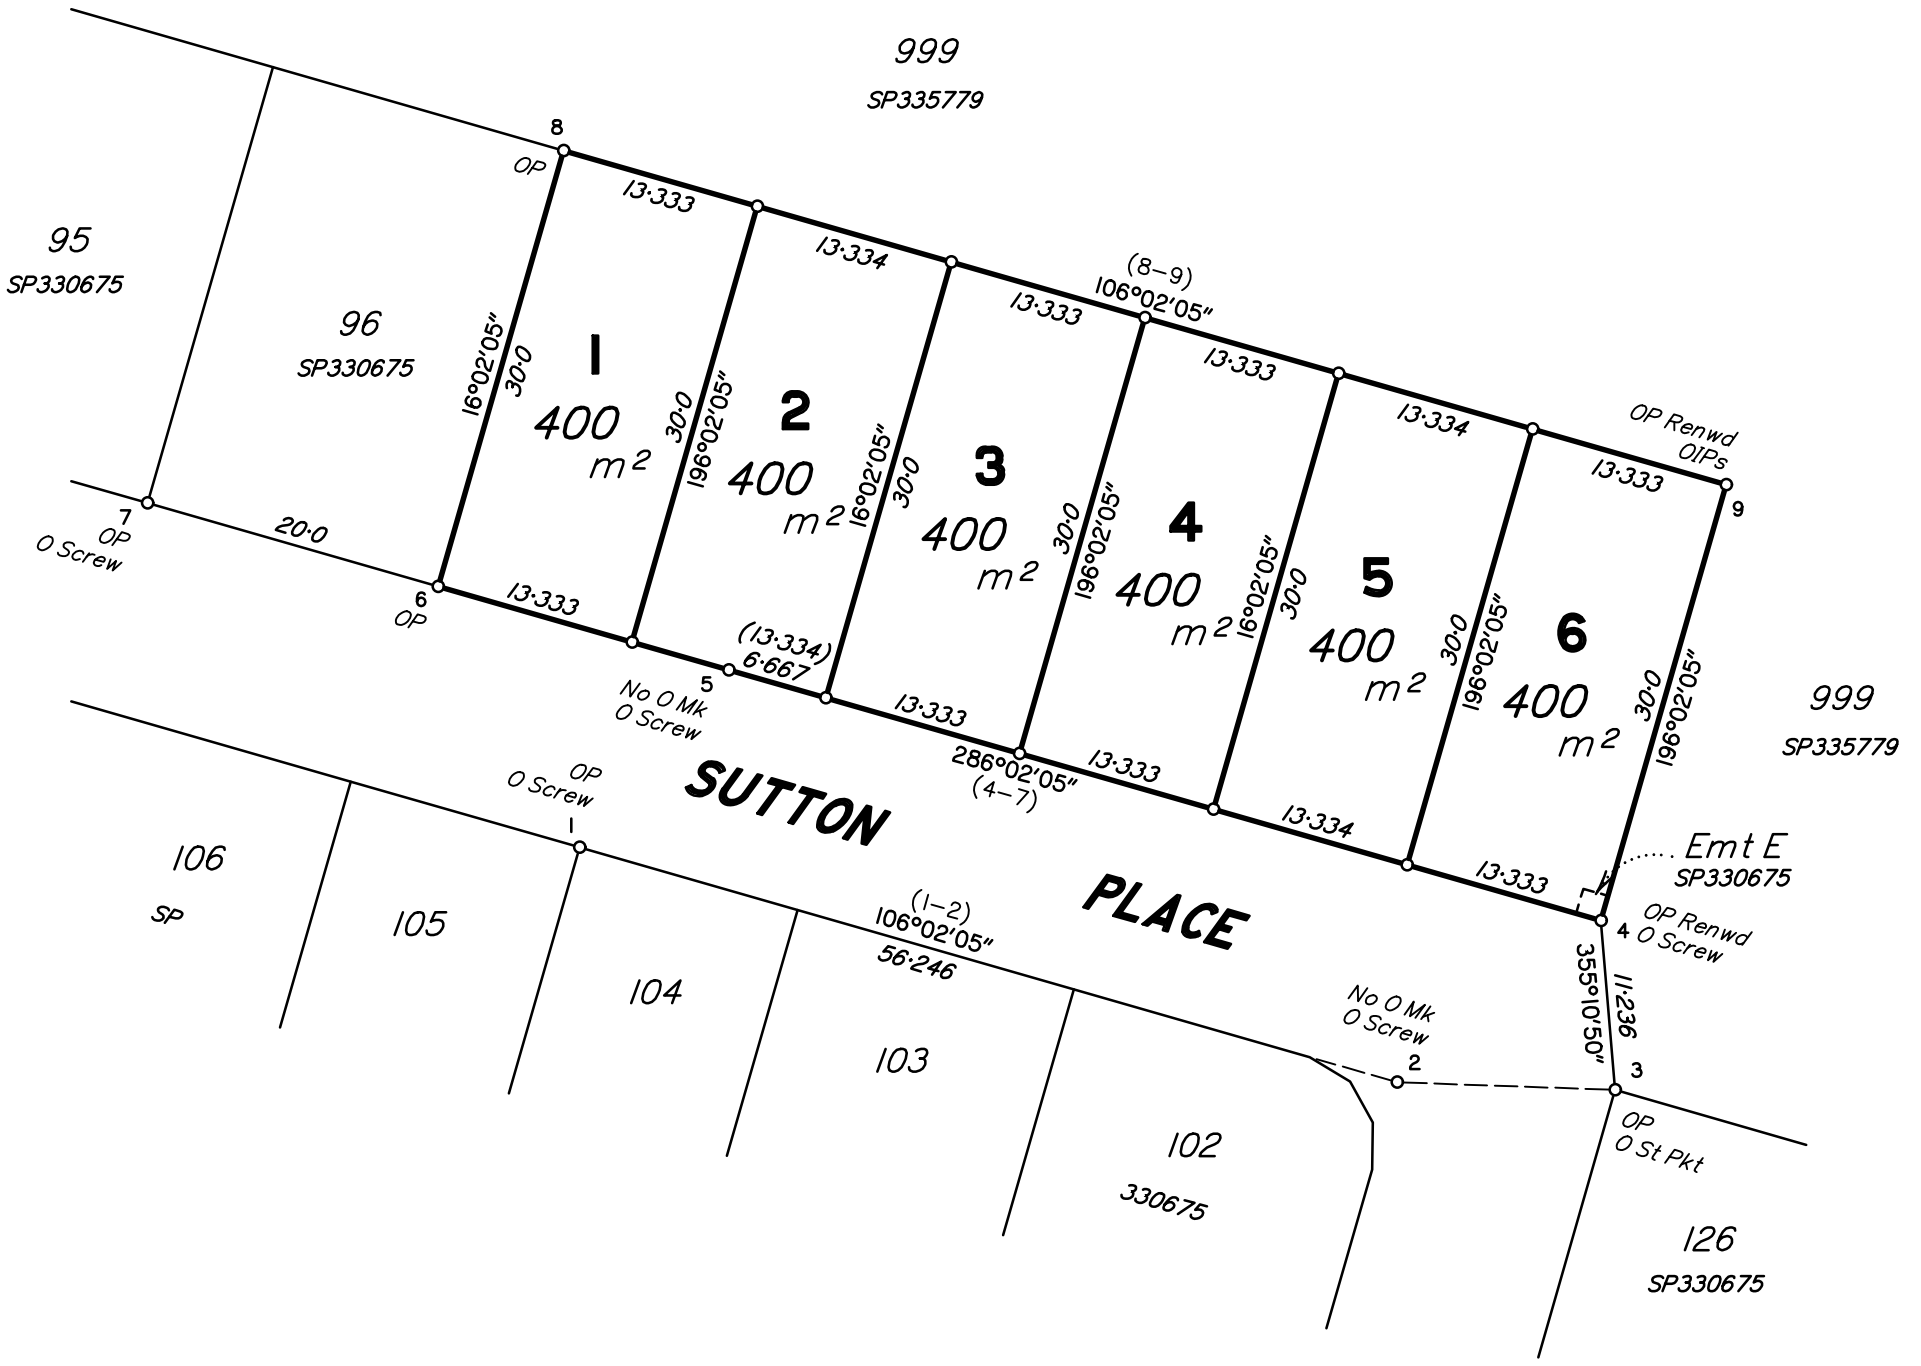 999
SP335779
8
OP
13·333
13·334
13·333
(8–9)
106°02′05″
13·333
13·334
13·333
OP Renwd
OIPs
9
95
SP330675
96
SP330675
16°02′05″
30·0
1
400
m²
30·0
196°02′05″
2
400
m²
16°02′05″
30·0
3
400
m²
30·0
196°02′05″
4
400
m²
16°02′05″
30·0
5
400
m²
30·0
196°02′05″
6
400
m²
30·0
196°02′05″
999
SP335779
7
OP
O Screw
20·0
6
OP
13·333
(13·334)
6·667
5
No O Mk
O Screw
13·333
286°02′05″
(4–7)
13·333
13·334
13·333
Emt E
SP330675
4
OP Renwd
O Screw
SUTTON
PLACE
OP
O Screw
1
(1–2)
106°02′05″
56·246
355°10′50″
11·236
No O Mk
O Screw
2
3
OP
O St Pkt
106
SP
105
104
103
102
330675
126
SP330675